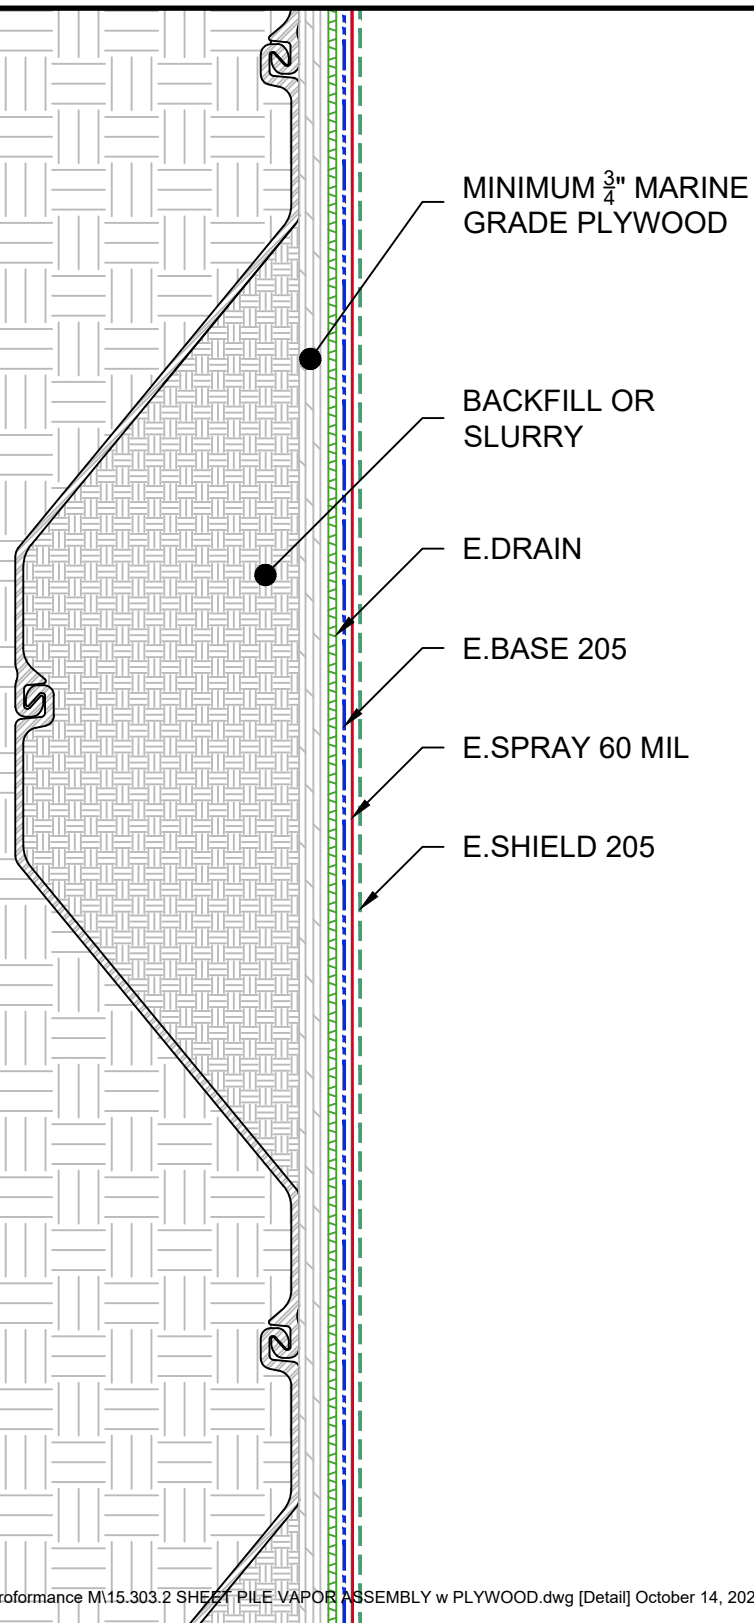 MINIMUM 3/4" MARINE
GRADE PLYWOOD
BACKFILL OR
SLURRY
E.DRAIN
E.BASE 205
E.SPRAY 60 MIL
E.SHIELD 205
roformance M\15.303.2 SHEET PILE VAPOR ASSEMBLY w PLYWOOD.dwg [Detail] October 14, 202